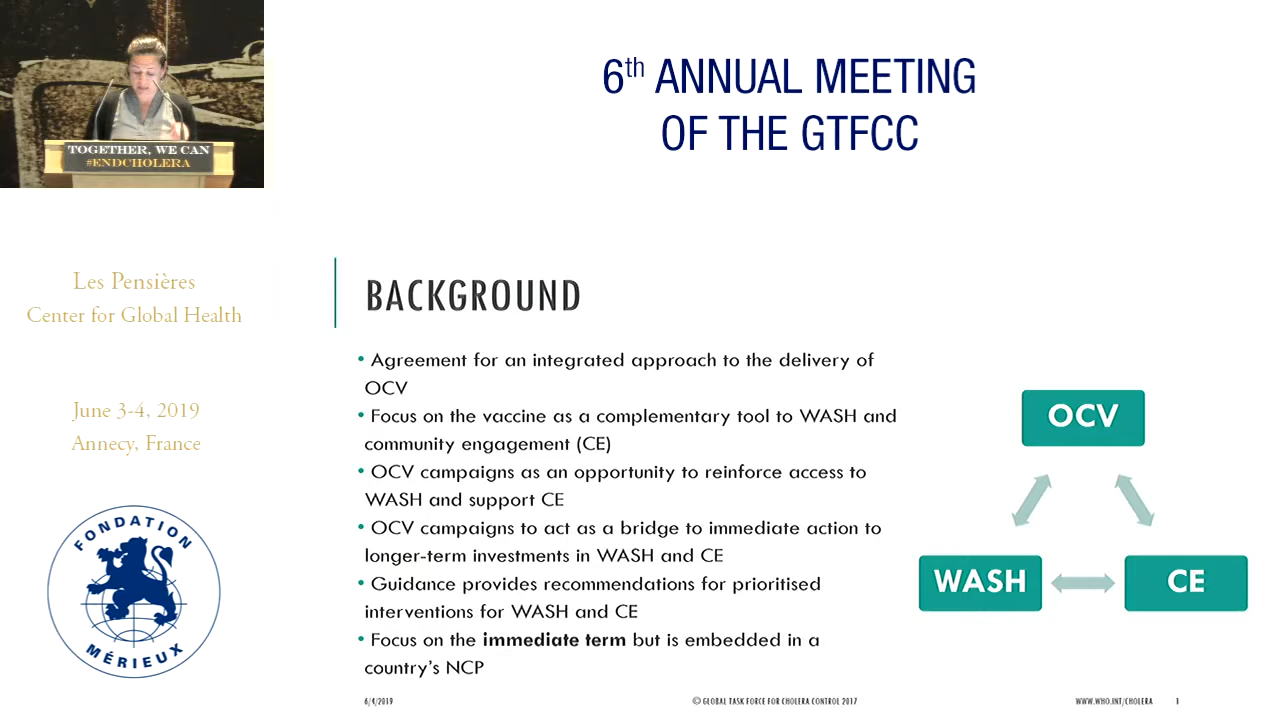 TOGETHER, WE CAN
#ENDCHOLERA
6th ANNUAL MEETING
OF THE GTFCC
Les Pensières
Center for Global Health
June 3-4, 2019
Annecy, France
FONDATION
MÉRIEUX
BACKGROUND
• Agreement for an integrated approach to the delivery of
OCV
• Focus on the vaccine as a complementary tool to WASH and
community engagement (CE)
• OCV campaigns as an opportunity to reinforce access to
WASH and support CE
• OCV campaigns to act as a bridge to immediate action to
longer-term investments in WASH and CE
• Guidance provides recommendations for prioritised
interventions for WASH and CE
• Focus on the immediate term but is embedded in a
country's NCP
OCV
WASH
CE
6/4/2019
© GLOBAL TASK FORCE FOR CHOLERA CONTROL 2017
WWW.WHO.INT/CHOLERA
1